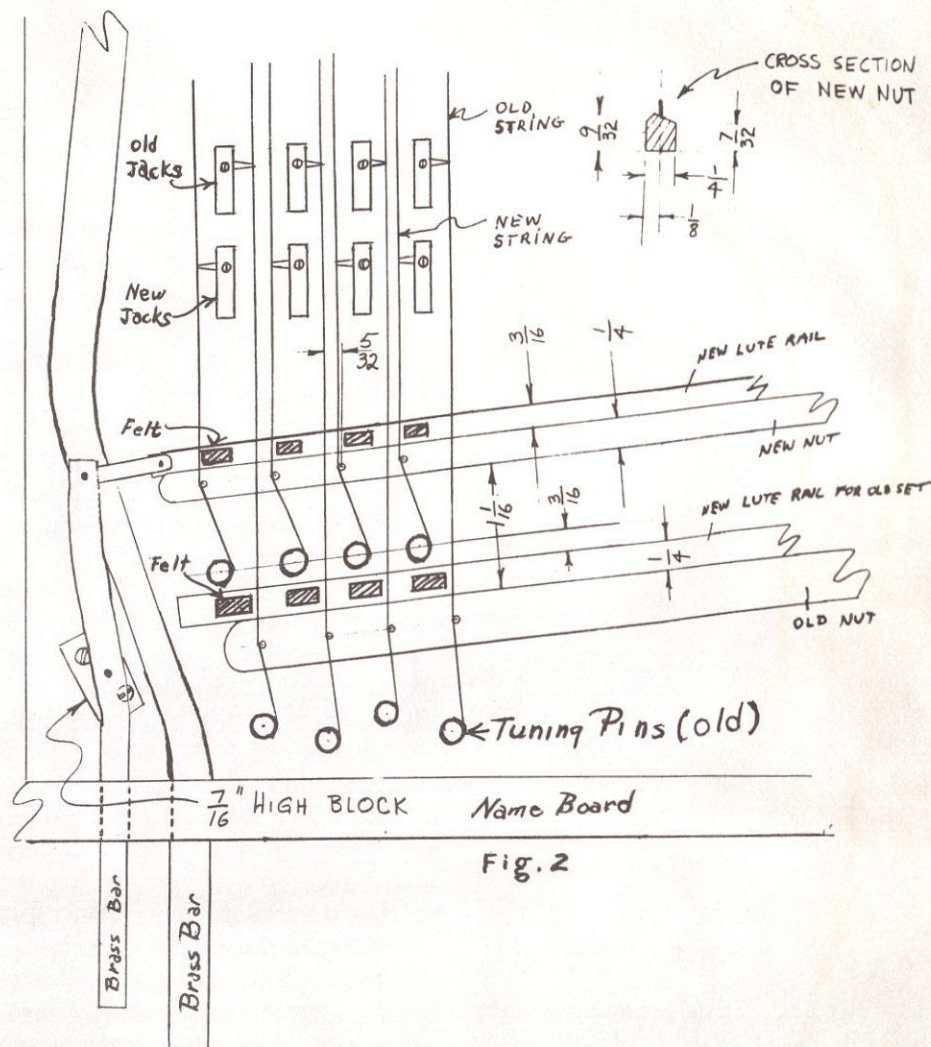 CROSS SECTION
OF NEW NUT
9/32
7/32
1/4
1/8
OLD
STRING
Old
Jacks
NEW
STRING
New
Jacks
5/32
3/16
1/4
NEW LUTE RAIL
Felt
NEW NUT
1 1/16
3/16
NEW LUTE RAIL FOR OLD SET
1/4
Felt
OLD NUT
Tuning Pins (old)
7/16" HIGH BLOCK
Name Board
Fig. 2
Brass Bar
Brass Bar